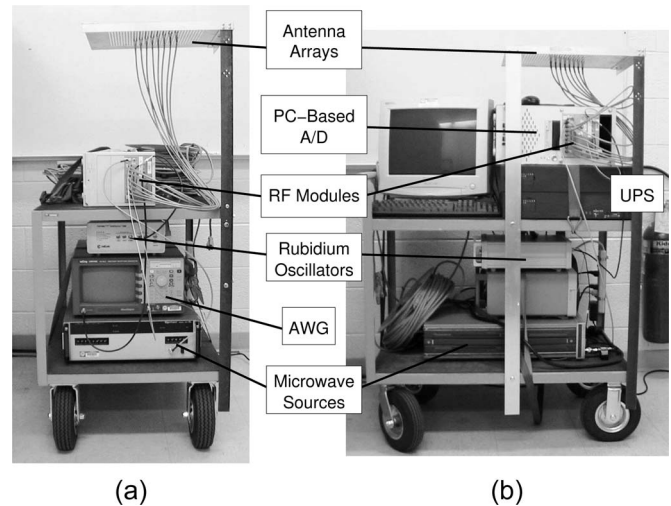 Antenna
Arrays
PC-Based
A/D
RF Modules
UPS
Rubidium
Oscillators
AWG
Microwave
Sources
(a)
(b)